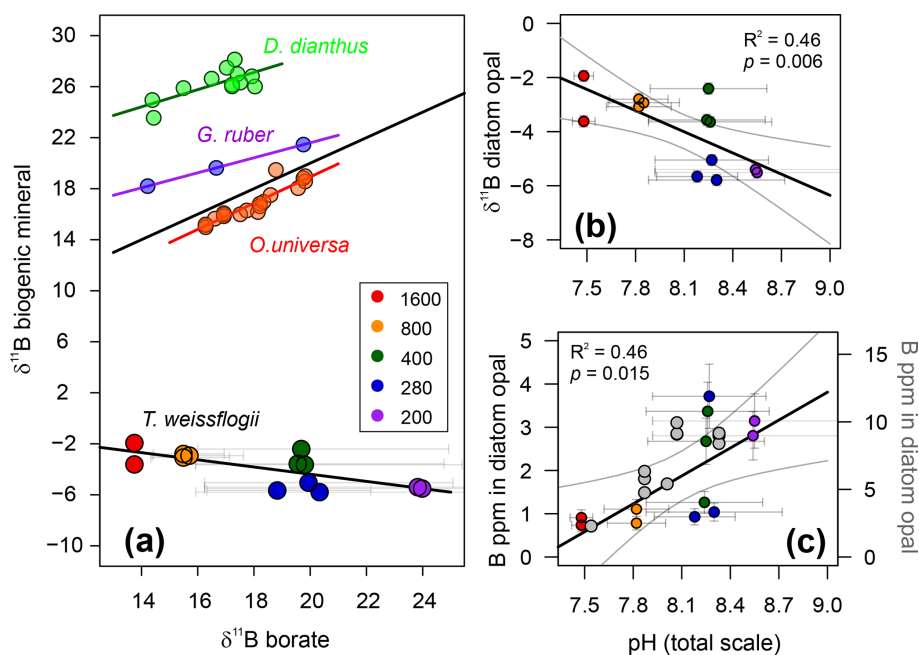 30
26
22
18
14
10
6
2
−2
−6
−10
δ¹¹B biogenic mineral
D. dianthus
G. ruber
O.universa
T. weissflogii
1600
800
400
280
200
(a)
14 16 18 20 22 24
δ¹¹B borate
0
−2
−4
−6
−8
δ¹¹B diatom opal
R² = 0.46
p = 0.006
(b)
7.5 7.8 8.1 8.4 8.7 9.0
5
4
3
2
1
0
B ppm in diatom opal
R² = 0.46
p = 0.015
(c)
15
10
5
0
B ppm in diatom opal
7.5 7.8 8.1 8.4 8.7 9.0
pH (total scale)